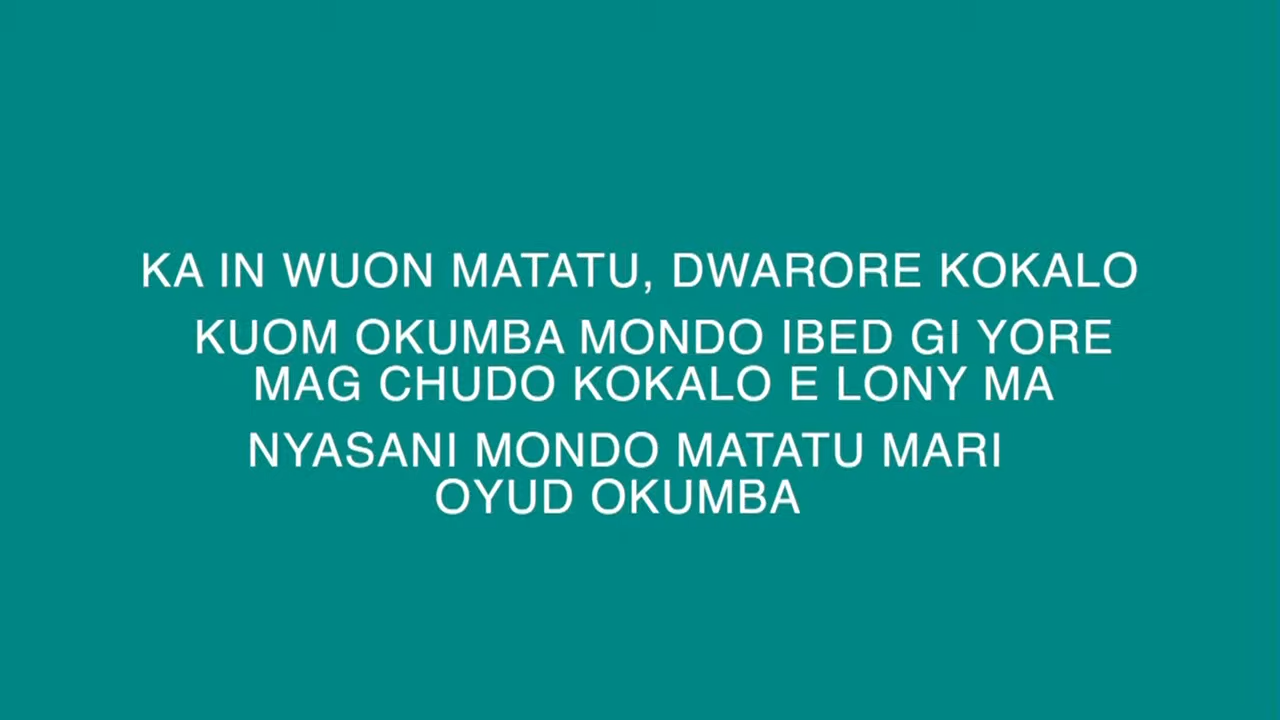 KA IN WUON MATATU, DWARORE KOKALO
KUOM OKUMBA MONDO IBED GI YORE
MAG CHUDO KOKALO E LONY MA
NYASANI MONDO MATATU MARI
OYUD OKUMBA